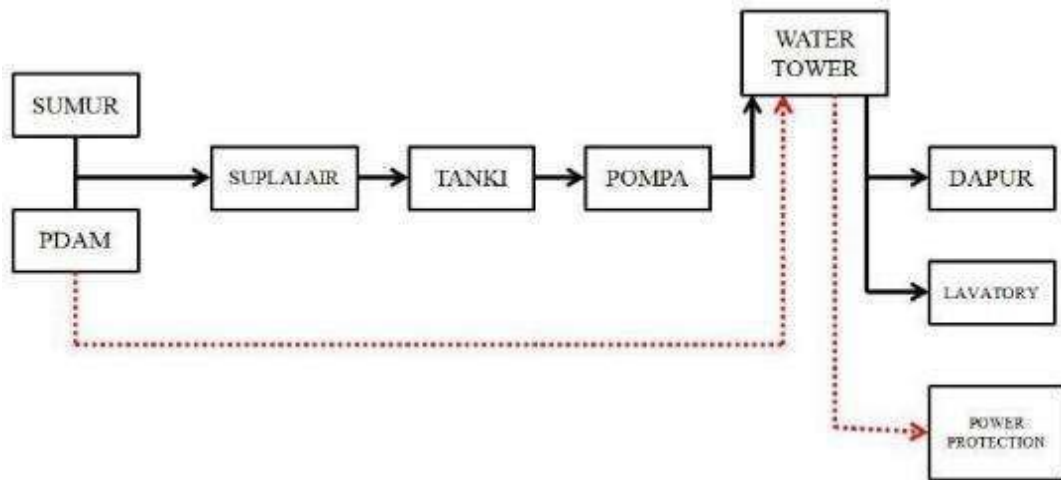 WATER
TOWER
SUMUR
SUPLAI AIR
TANKI
POMPA
DAPUR
PDAM
LAVATORY
POWER
PROTECTION